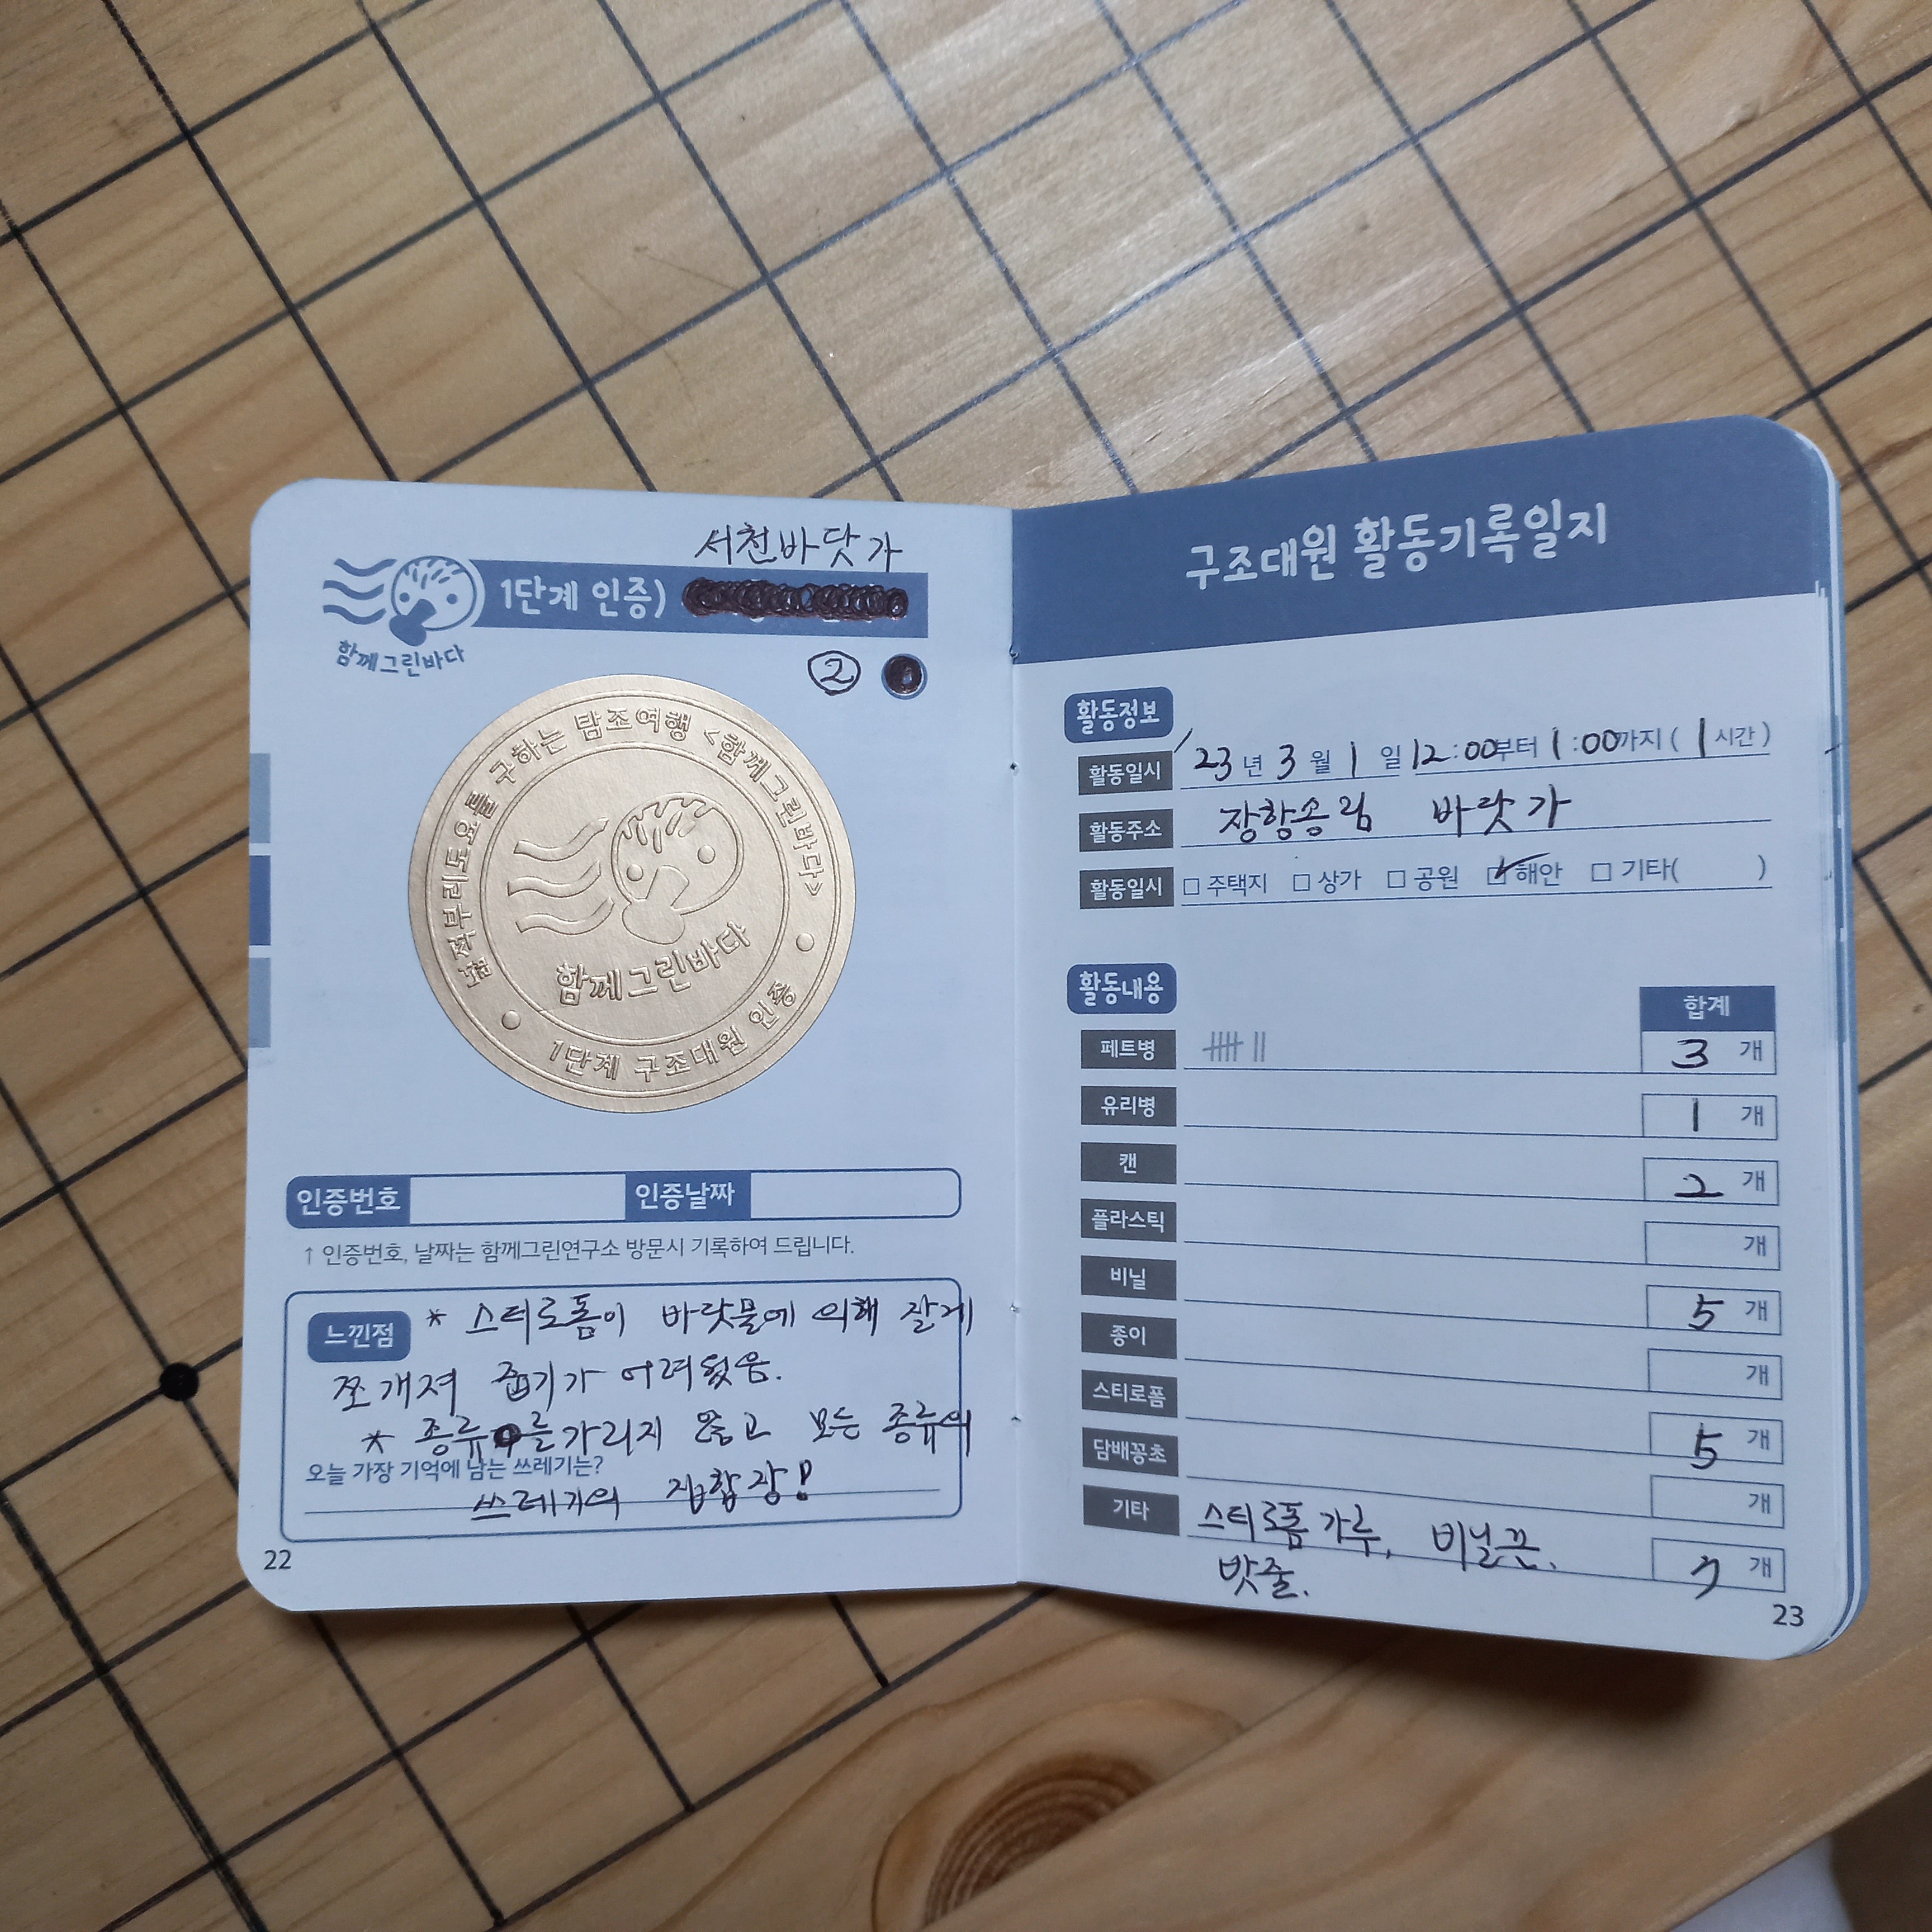 서천바닷가
1단계 인증)
함께그린바다
②
넓적부리도요를 구하는 탐조여행 <함께그린바다>
함께그린바다
1단계 구조대원 인증
인증번호 인증날짜
↑ 인증번호, 날짜는 함께그린연구소 방문시 기록하여 드립니다.
느낀점 * 스티로폼이 바닷물에 의해 잘게
쪼개져 줍기가 어려웠음.
* 종류를 가리지 않고 모든 종류의
오늘 가장 기억에 남는 쓰레기는?
쓰레기의 집합장!
22
구조대원 활동기록일지
활동정보
활동일시 '23년 3월 1일 12:00부터 1:00까지 ( 1시간 )
활동주소 장항송림 바닷가
활동일시 □ 주택지 □ 상가 □ 공원 ☑ 해안 □ 기타( )
활동내용
합계
페트병 3 개
유리병 1 개
캔 2 개
플라스틱 개
비닐 5 개
종이 개
스티로폼 5 개
담배꽁초 개
기타 스티로폼 가루, 비닐끈. 7 개
밧줄.
23